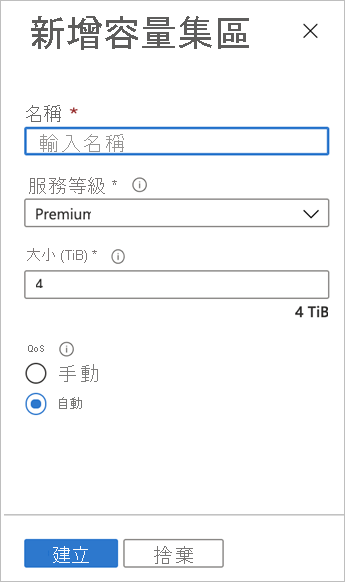 新增容量集區
名稱 *
輸入名稱
服務等級 *
Premium
大小 (TiB) *
4
4 TiB
QoS
手動
自動
建立
捨棄